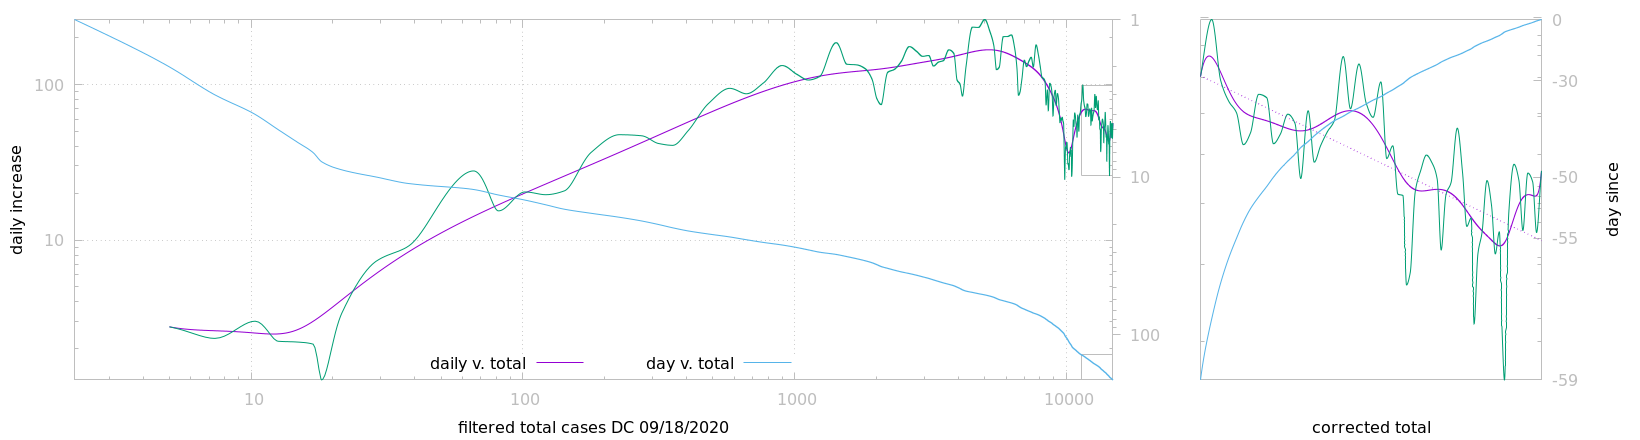 daily increase
100
10
1
10
100
daily v. total
day v. total
10
100
1000
10000
filtered total cases DC 09/18/2020
0
-30
-50
-55
-59
day since
corrected total